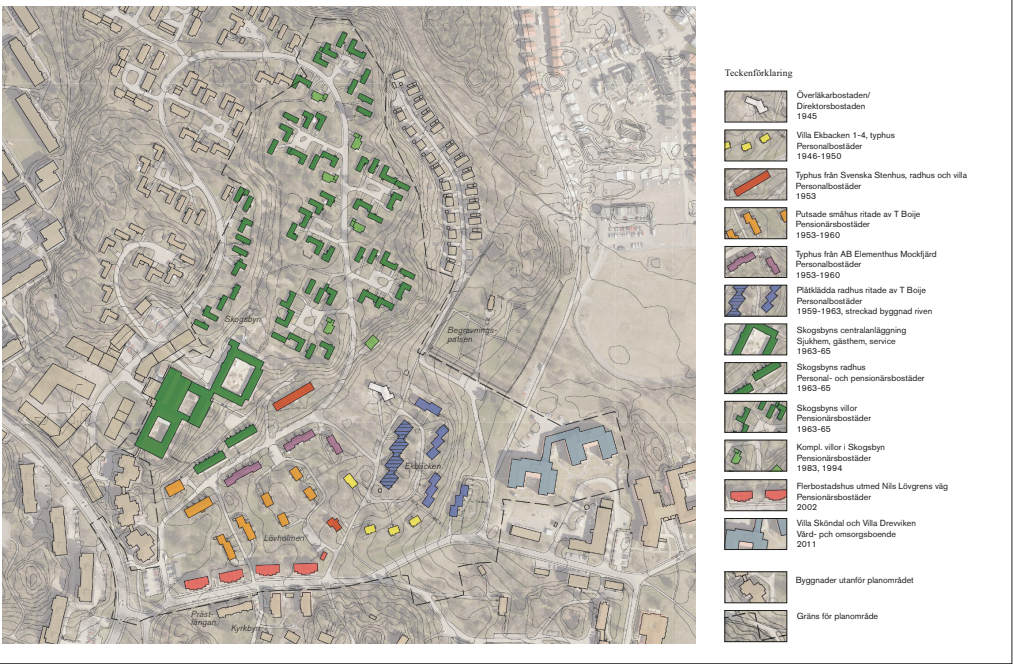 Teckenförklaring
Överläkarbostaden/
Direktorsbostaden
1945
Villa Ekbacken 1-4, typhus
Personalbostäder
1946-1950
Typhus från Svenska Stenhus, radhus och villa
Personalbostäder
1953
Putsade småhus ritade av T Boije
Pensionärsbostäder
1953-1960
Typhus från AB Elementhus Mockfjärd
Personalbostäder
1953-1960
Plåtklädda radhus ritade av T Boije
Personalbostäder
1959-1963, streckad byggnad riven
Skogsbyns centralanläggning
Sjukhem, gästhem, service
1963-65
Skogsbyns radhus
Personal- och pensionärsbostäder
1963-65
Skogsbyns villor
Pensionärsbostäder
1963-65
Kompl. villor i Skogsbyn
Pensionärsbostäder
1983, 1994
Flerbostadshus utmed Nils Lövgrens väg
Pensionärsbostäder
2002
Villa Sköndal och Villa Drevviken
Vård- och omsorgsboende
2011
Byggnader utanför planområdet
Gräns för planområde
Skogsbyn
Begravnings-
patsen
Ekbacken
Lövholmen
Präst-
ängan
Kyrkbyn